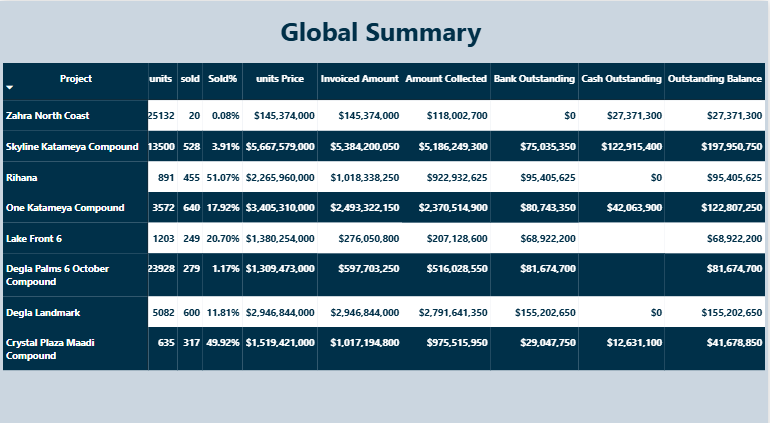 Global Summary
Project units sold Sold% units Price Invoiced Amount Amount Collected Bank Outstanding Cash Outstanding Outstanding Balance
Zahra North Coast 25132 20 0.08% $145,374,000 $145,374,000 $118,002,700 $0 $27,371,300 $27,371,300
Skyline Katameya Compound 13500 528 3.91% $5,667,579,000 $5,384,200,050 $5,186,249,300 $75,035,350 $122,915,400 $197,950,750
Rihana 891 455 51.07% $2,265,960,000 $1,018,338,250 $922,932,625 $95,405,625 $0 $95,405,625
One Katameya Compound 3572 640 17.92% $3,405,310,000 $2,493,322,150 $2,370,514,900 $80,743,350 $42,063,900 $122,807,250
Lake Front 6 1203 249 20.70% $1,380,254,000 $276,050,800 $207,128,600 $68,922,200 $68,922,200
Degla Palms 6 October 23928 279 1.17% $1,309,473,000 $597,703,250 $516,028,550 $81,674,700 $81,674,700
Compound
Degla Landmark 5082 600 11.81% $2,946,844,000 $2,946,844,000 $2,791,641,350 $155,202,650 $0 $155,202,650
Crystal Plaza Maadi 635 317 49.92% $1,519,421,000 $1,017,194,800 $975,515,950 $29,047,750 $12,631,100 $41,678,850
Compound